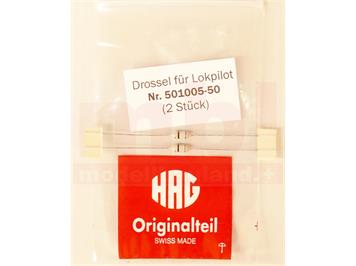 Drossel für Lokpilot
Nr. 501005-50
(2 Stück)
HAG
Originalteil
SWISS MADE